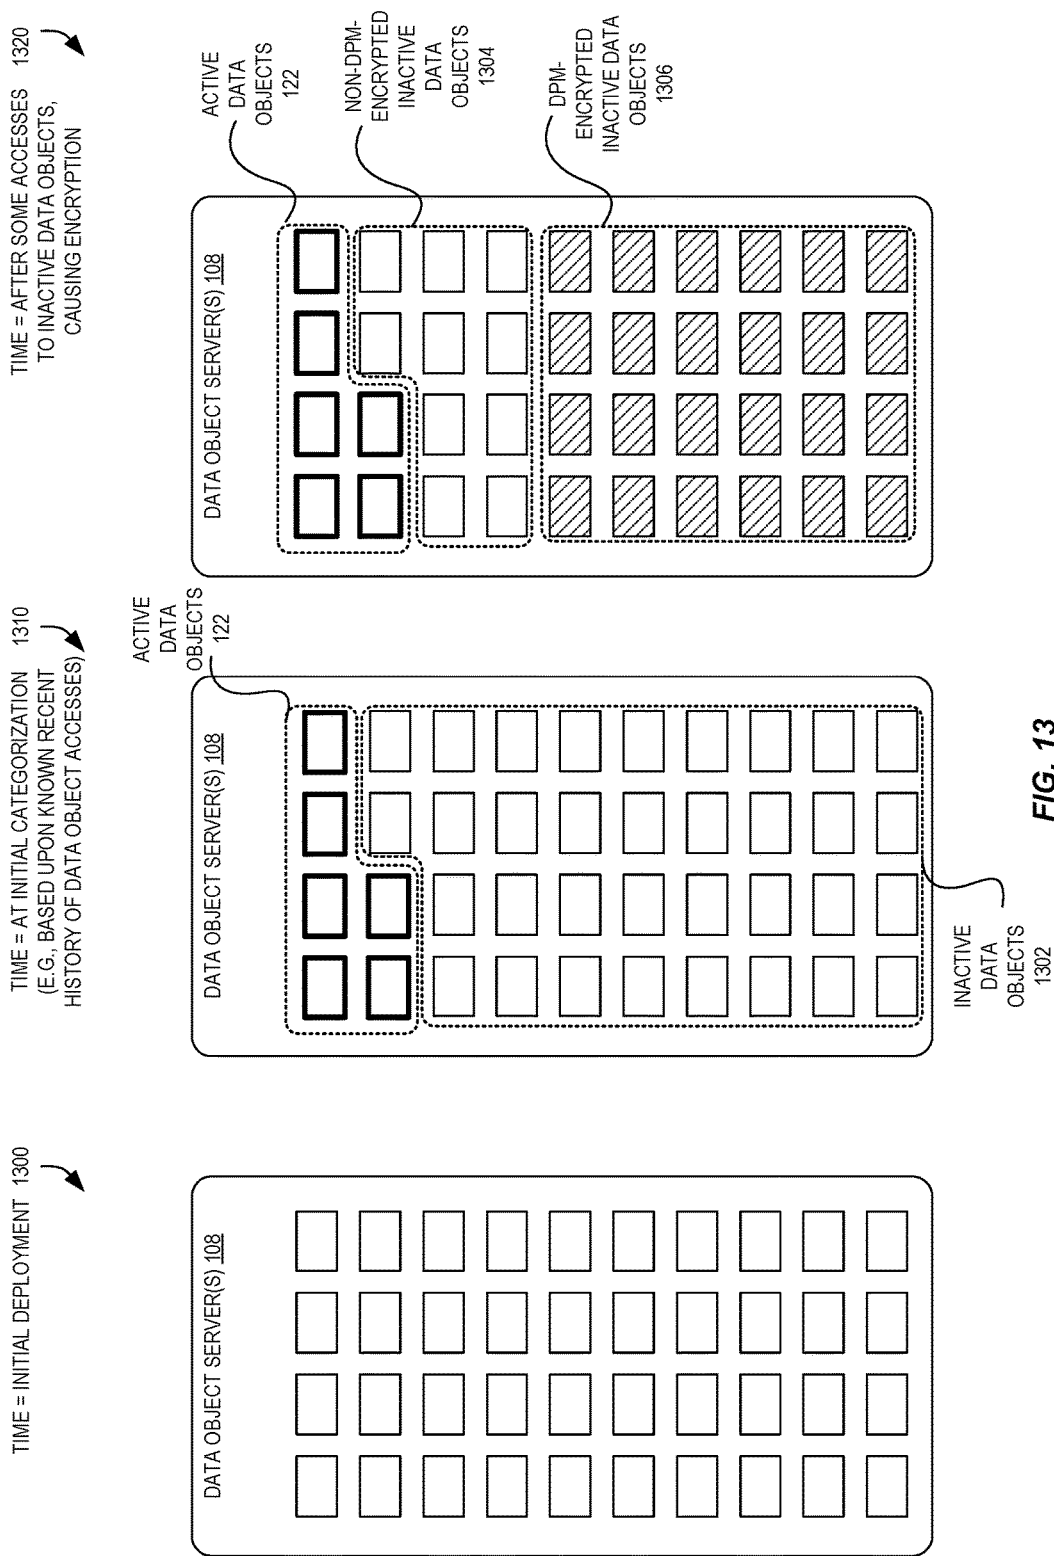 TIME = INITIAL DEPLOYMENT 1300
DATA OBJECT SERVER(S) 108
TIME = AT INITIAL CATEGORIZATION 1310
(E.G., BASED UPON KNOWN RECENT
HISTORY OF DATA OBJECT ACCESSES)
DATA OBJECT SERVER(S) 108
ACTIVE
DATA
OBJECTS
122
INACTIVE
DATA
OBJECTS
1302
TIME = AFTER SOME ACCESSES 1320
TO INACTIVE DATA OBJECTS,
CAUSING ENCRYPTION
DATA OBJECT SERVER(S) 108
ACTIVE
DATA
OBJECTS
122
NON-DPM-
ENCRYPTED
INACTIVE
DATA
OBJECTS
1304
DPM-
ENCRYPTED
INACTIVE DATA
OBJECTS
1306
FIG. 13